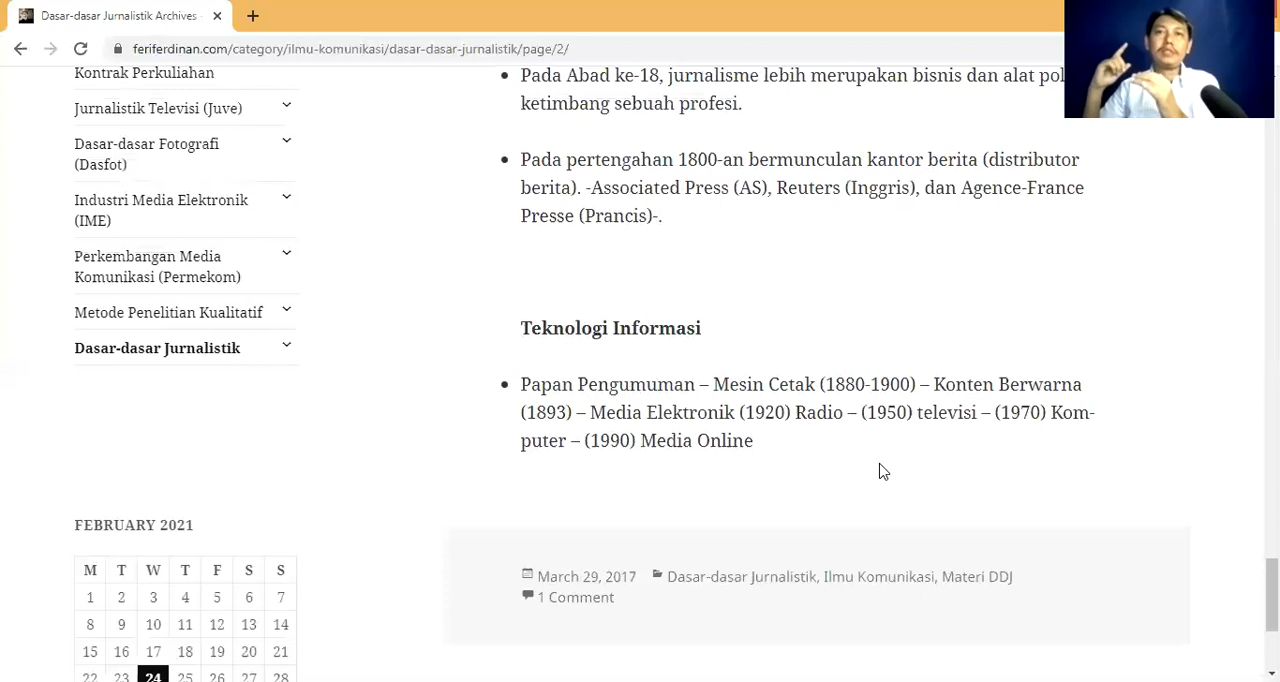 Dasar-dasar Jurnalistik Archives
feriferdinan.com/category/ilmu-komunikasi/dasar-dasar-jurnalistik/page/2/
Kontrak Perkuliahan
Jurnalistik Televisi (Juve)
Dasar-dasar Fotografi
(Dasfot)
Industri Media Elektronik
(IME)
Perkembangan Media
Komunikasi (Permekom)
Metode Penelitian Kualitatif
Dasar-dasar Jurnalistik
FEBRUARY 2021
M T W T F S S
1 2 3 4 5 6 7
8 9 10 11 12 13 14
15 16 17 18 19 20 21
22 23 24 25 26 27 28
Pada Abad ke-18, jurnalisme lebih merupakan bisnis dan alat
ketimbang sebuah profesi.
Pada pertengahan 1800-an bermunculan kantor berita (distributor
berita). -Associated Press (AS), Reuters (Inggris), dan Agence-France
Presse (Prancis)-.
Teknologi Informasi
Papan Pengumuman – Mesin Cetak (1880-1900) – Konten Berwarna
(1893) – Media Elektronik (1920) Radio – (1950) televisi – (1970) Kom-
puter – (1990) Media Online
March 29, 2017 Dasar-dasar Jurnalistik, Ilmu Komunikasi, Materi DDJ
1 Comment